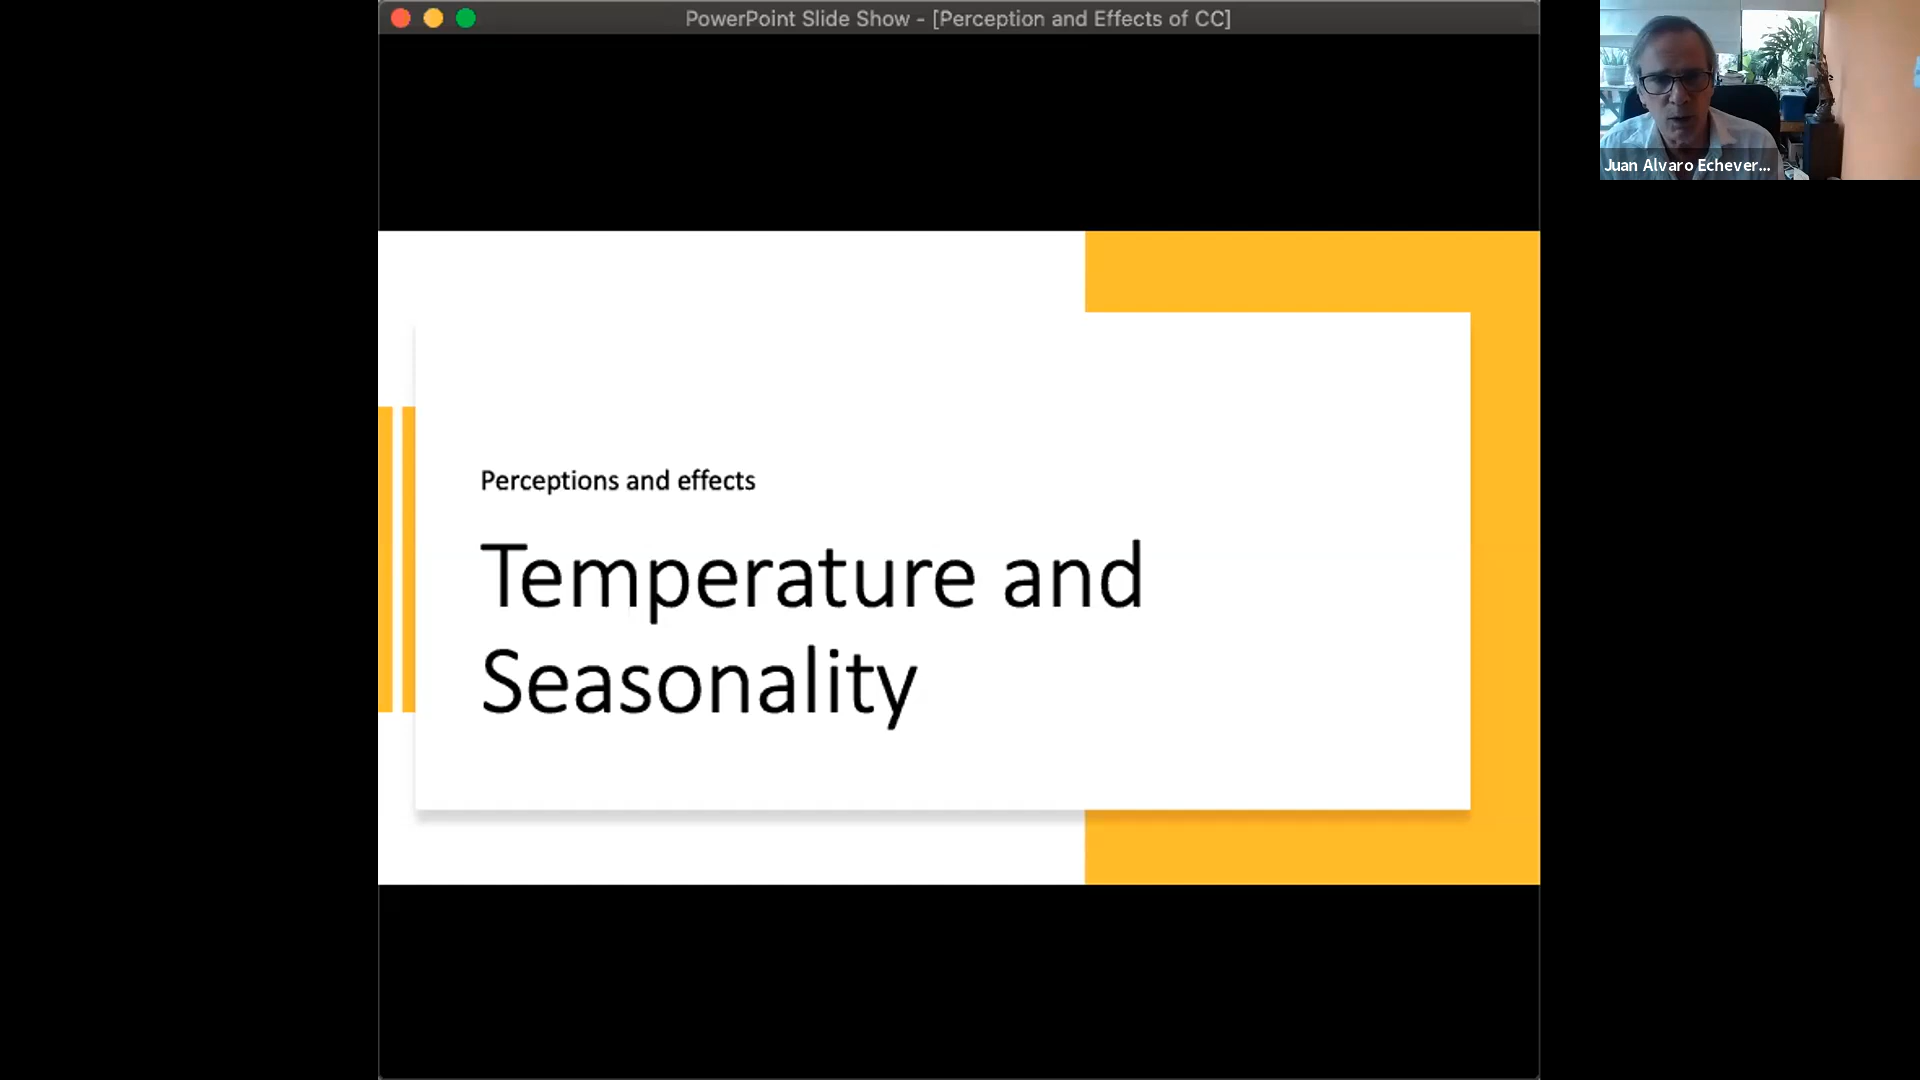 PowerPoint Slide Show - [Perception and Effects of CC]
Juan Alvaro Echever...
Perceptions and effects
Temperature and
Seasonality